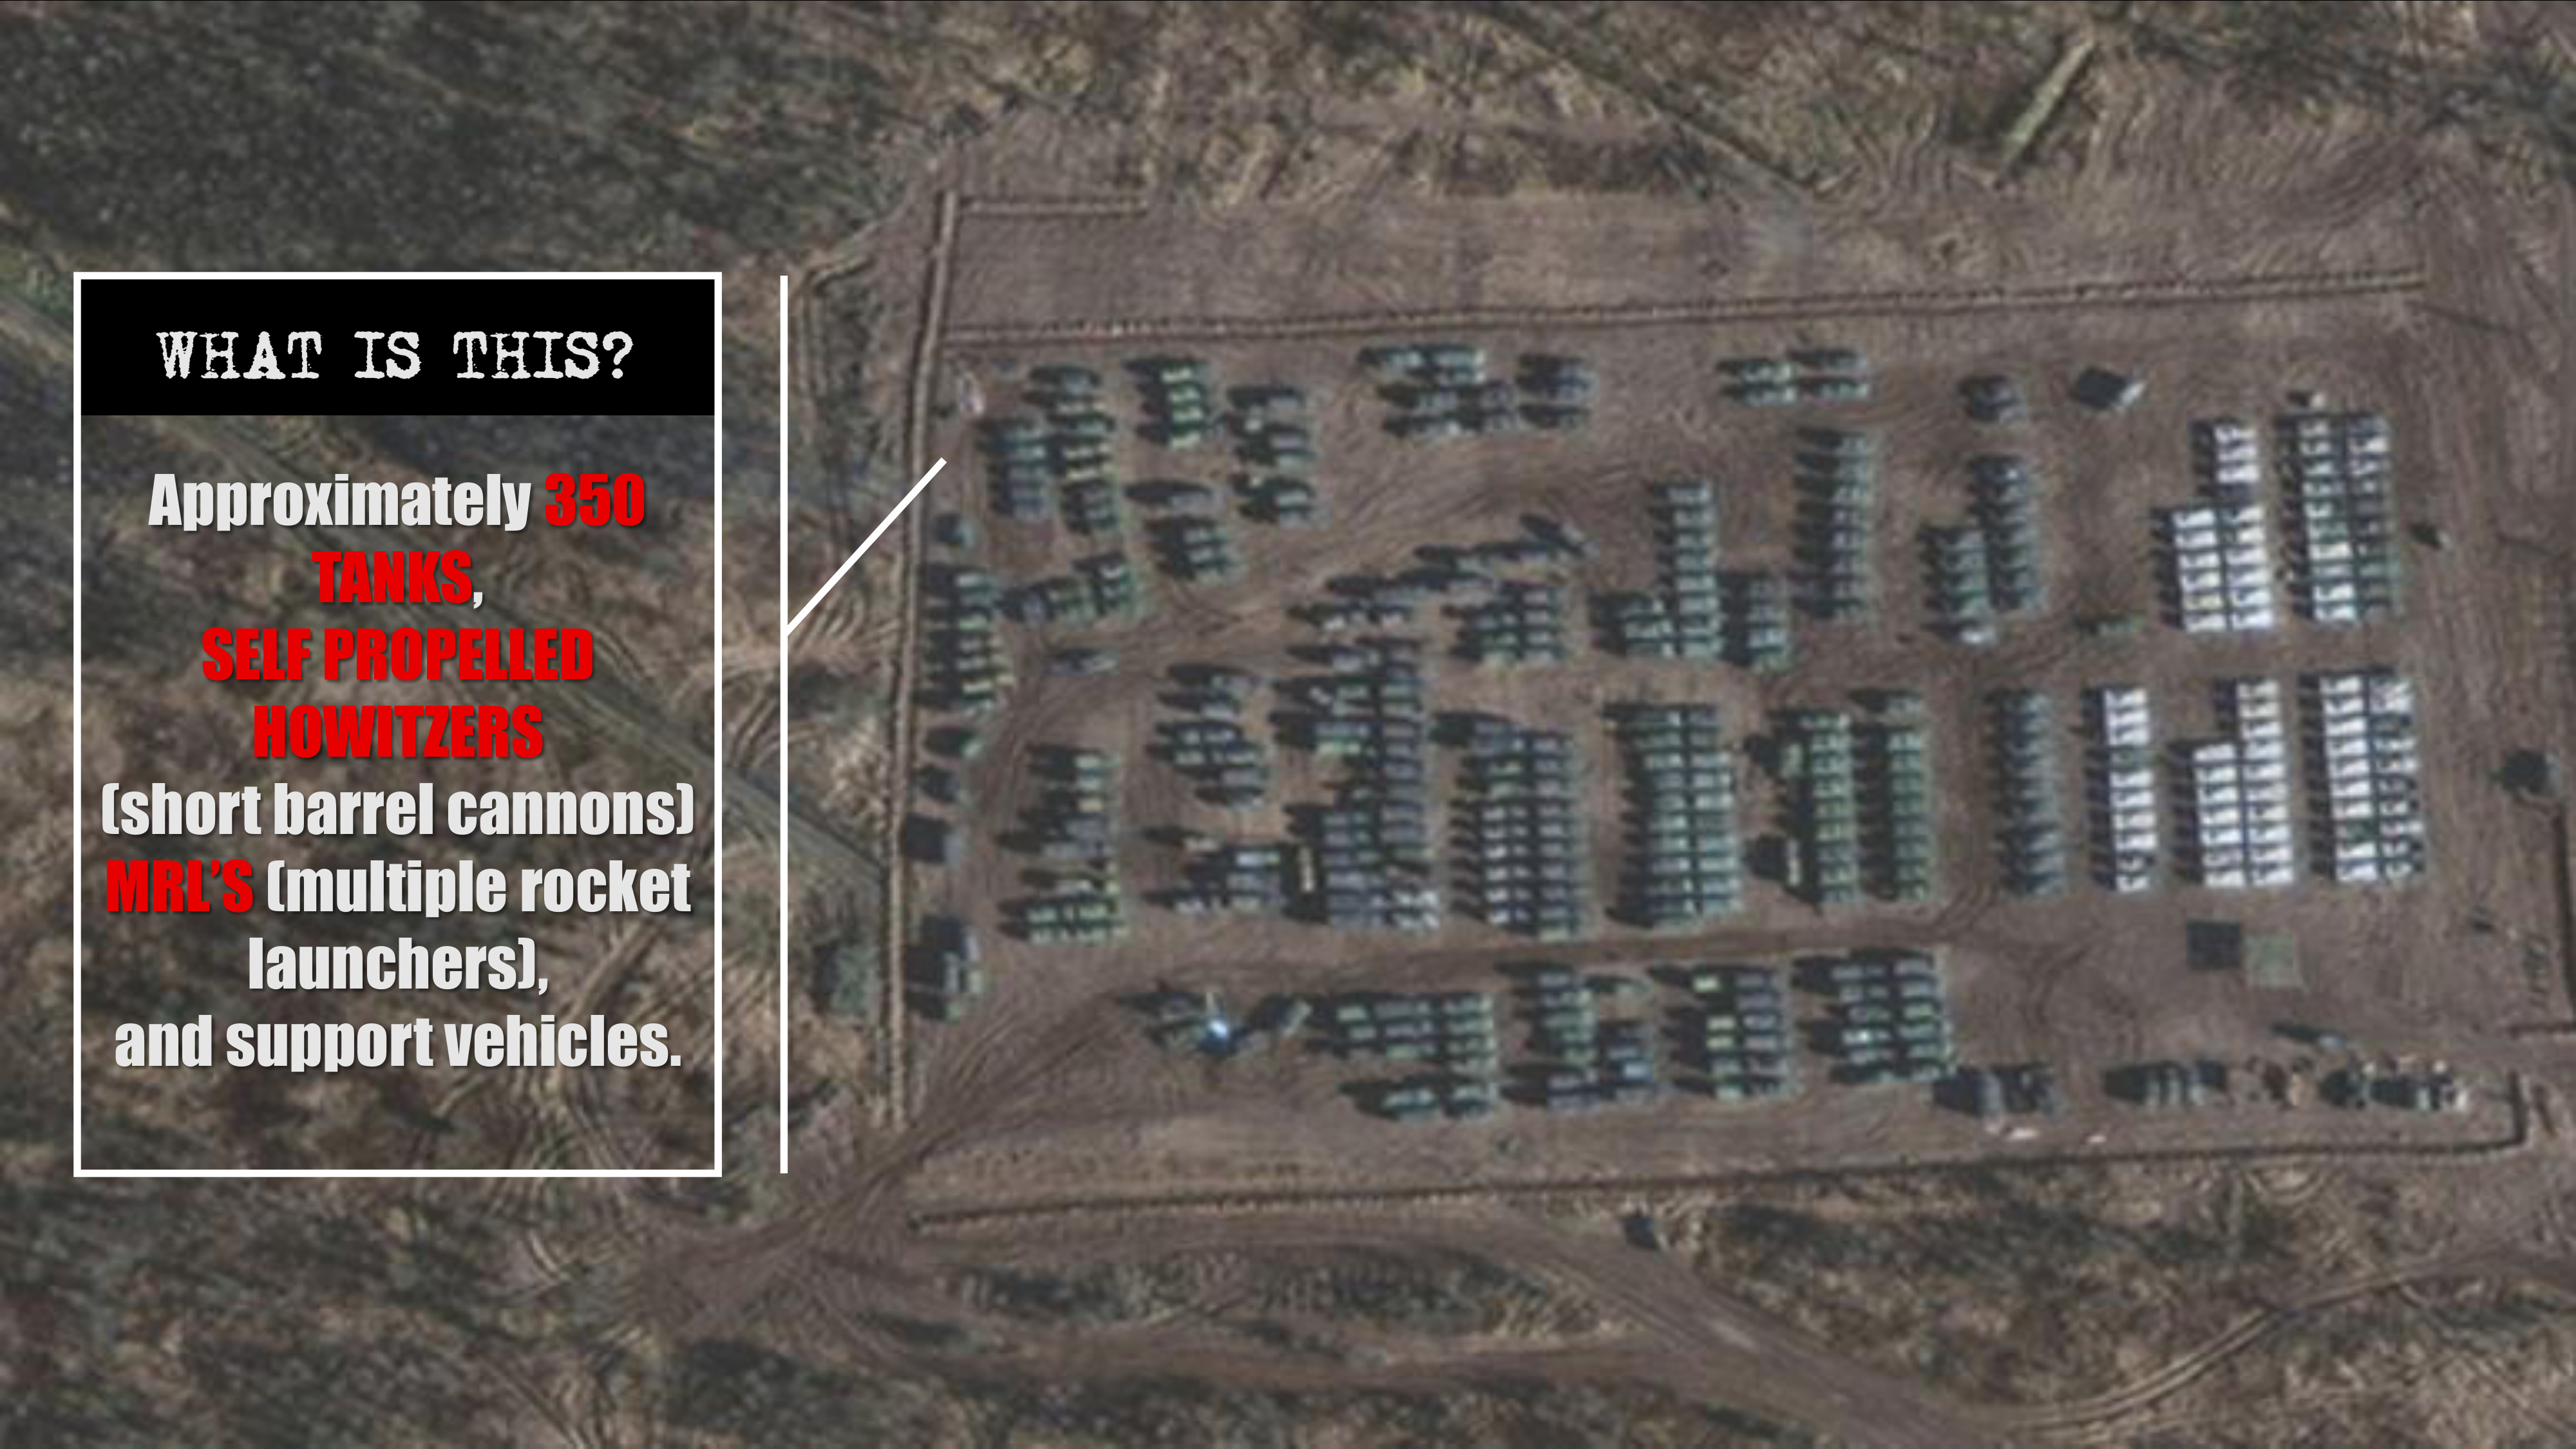 WHAT IS THIS?
Approximately 350
TANKS,
SELF PROPELLED
HOWITZERS
(short barrel cannons)
MRL'S (multiple rocket
launchers),
and support vehicles.